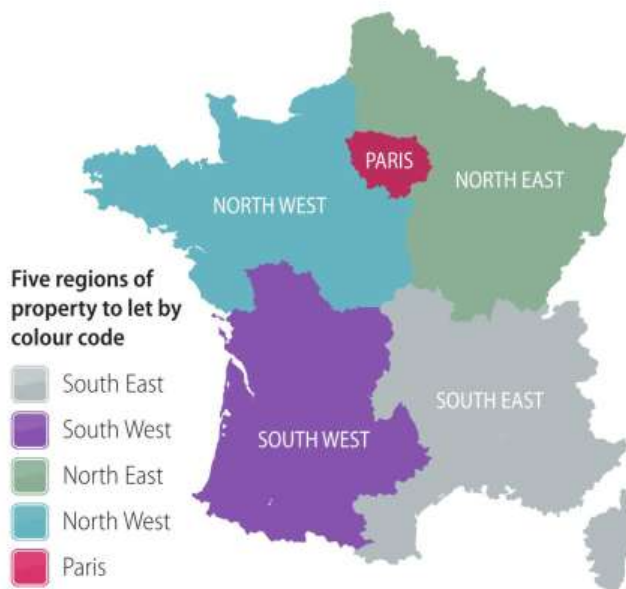 PARIS
NORTH EAST
NORTH WEST
Five regions of
property to let by
colour code
South East
South West
North East
North West
Paris
SOUTH EAST
SOUTH WEST